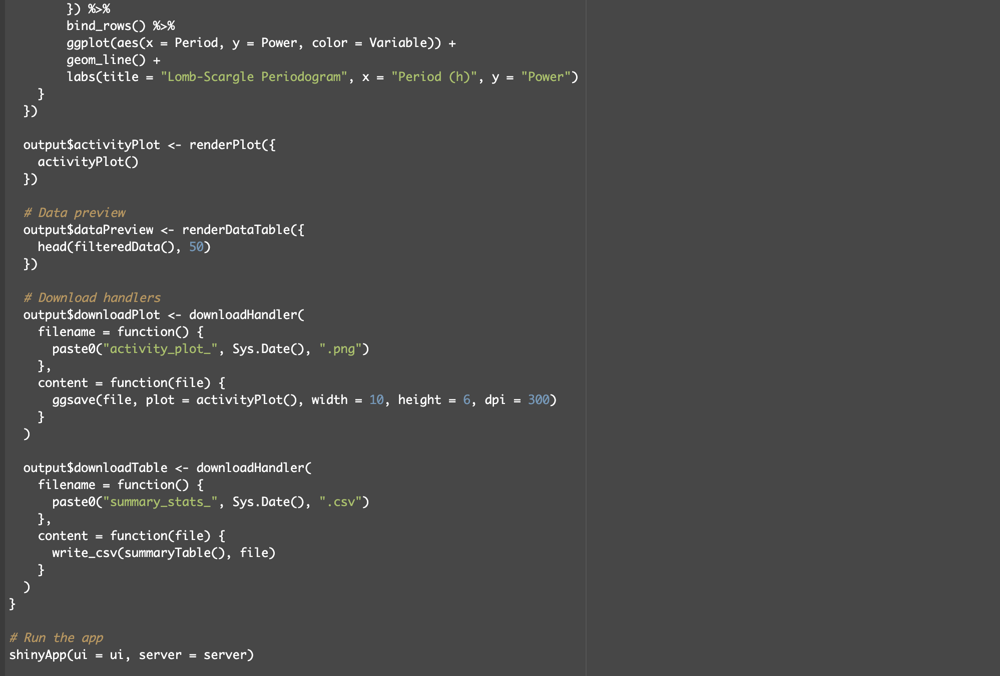 }) %>%
        bind_rows() %>%
        ggplot(aes(x = Period, y = Power, color = Variable)) +
        geom_line() +
        labs(title = "Lomb-Scargle Periodogram", x = "Period (h)", y = "Power")
    }
  })

  output$activityPlot <- renderPlot({
    activityPlot()
  })

  # Data preview
  output$dataPreview <- renderDataTable({
    head(filteredData(), 50)
  })

  # Download handlers
  output$downloadPlot <- downloadHandler(
    filename = function() {
      paste0("activity_plot_", Sys.Date(), ".png")
    },
    content = function(file) {
      ggsave(file, plot = activityPlot(), width = 10, height = 6, dpi = 300)
    }
  )

  output$downloadTable <- downloadHandler(
    filename = function() {
      paste0("summary_stats_", Sys.Date(), ".csv")
    },
    content = function(file) {
      write_csv(summaryTable(), file)
    }
  )
}

# Run the app
shinyApp(ui = ui, server = server)